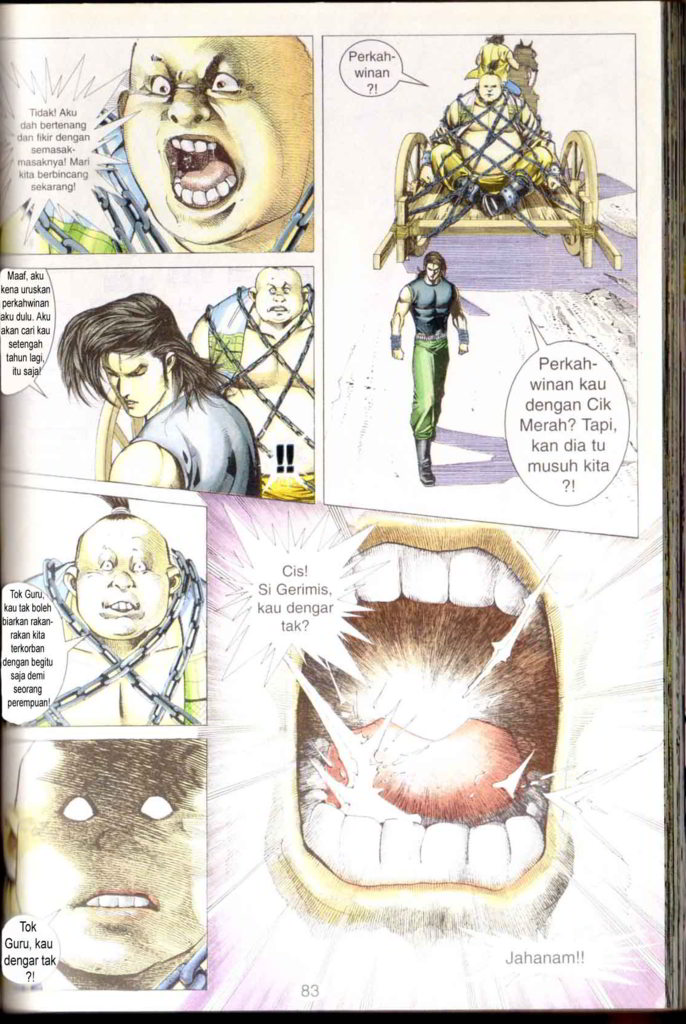 Tidak! Aku
dah bertenang
dan fikir dengan
semasak-
masaknya! Mari
kita berbincang
sekarang!
Perkah-
winan
?!
Maaf, aku
kena uruskan
perkahwinan
aku dulu. Aku
akan cari kau
setengah
tahun lagi,
itu saja!
!!
Perkah-
winan kau
dengan Cik
Merah? Tapi,
kan dia tu
musuh kita
?!
Tok Guru,
kau tak boleh
biarkan rakan-
rakan kita
terkorban
dengan begitu
saja demi
seorang
perempuan!
Cis!
Si Gerimis,
kau dengar
tak?
Tok
Guru, kau
dengar tak
?!
Jahanam!!
83